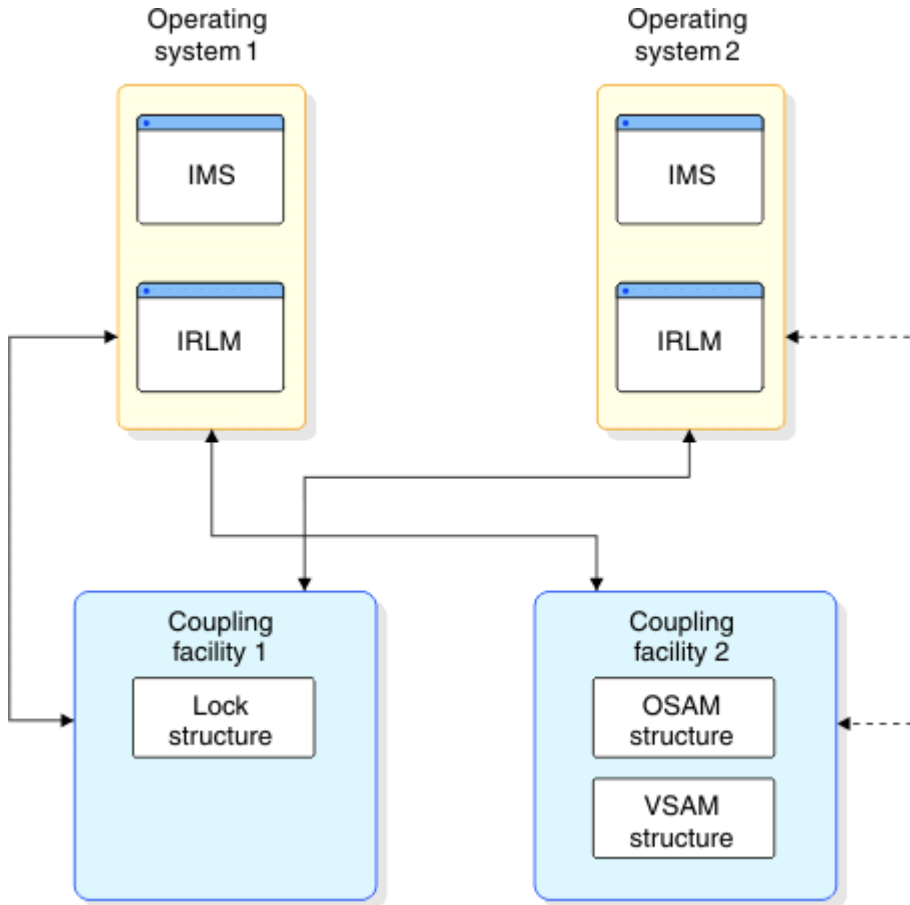 Operating
system 1
Operating
system 2
IMS
IRLM
IMS
IRLM
Coupling
facility 1
Lock
structure
Coupling
facility 2
OSAM
structure
VSAM
structure